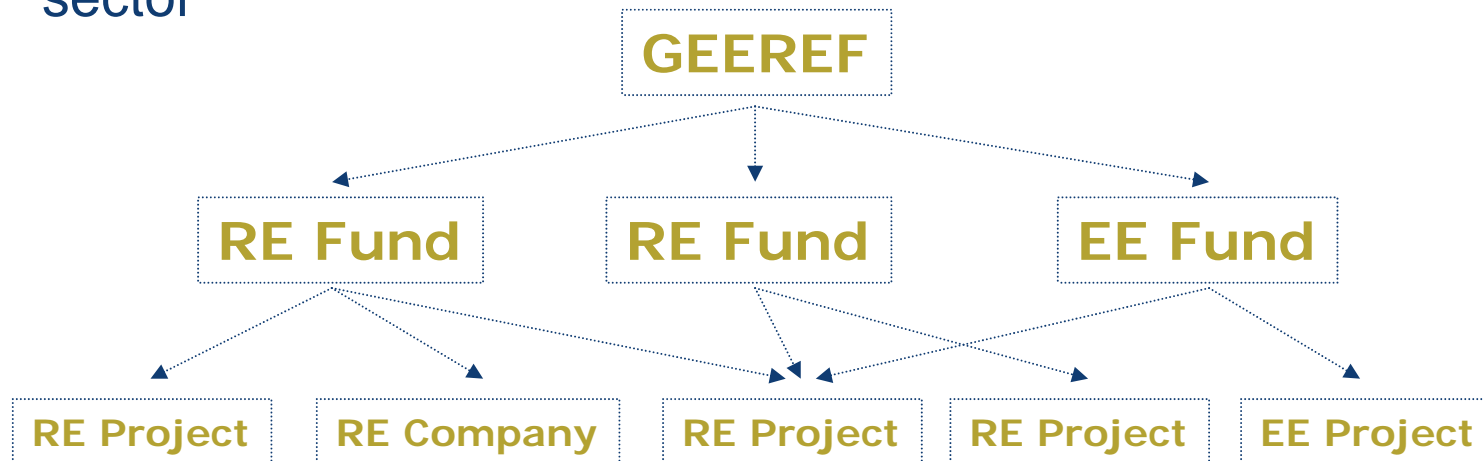 sector
GEEREF
RE Fund RE Fund EE Fund
RE Project RE Company RE Project RE Project EE Project